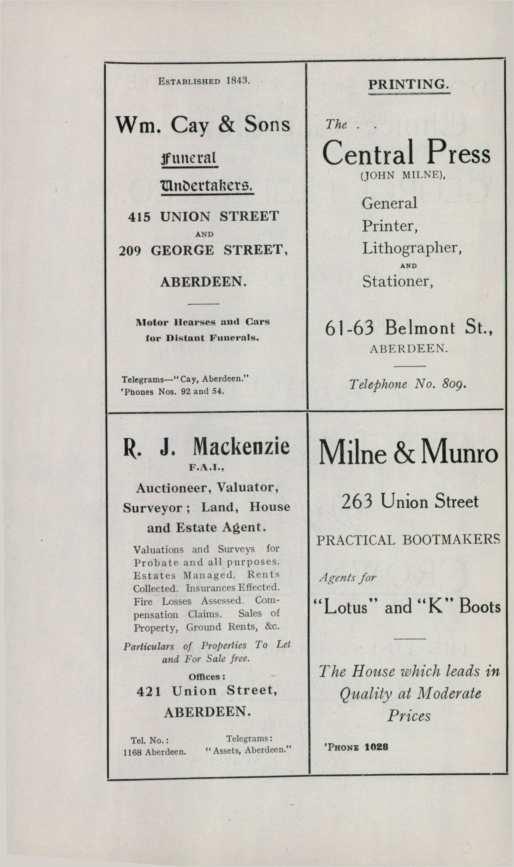 Established 1843.
Wm. Cay & Sons
Funeral
Undertakers.
415 UNION STREET
AND
209 GEORGE STREET,
ABERDEEN.
Motor Hearses and Cars
for Distant Funerals.
Telegrams—"Cay, Aberdeen."
'Phones Nos. 92 and 54.
PRINTING.
The . .
Central Press
(JOHN MILNE),
General
Printer,
Lithographer,
AND
Stationer,
61-63 Belmont St.,
ABERDEEN.
Telephone No. 809.
R. J. Mackenzie
F.A.I.,
Auctioneer, Valuator,
Surveyor; Land, House
and Estate Agent.
Valuations and Surveys for
Probate and all purposes.
Estates Managed. Rents
Collected. Insurances Effected.
Fire Losses Assessed. Com-
pensation Claims. Sales of
Property, Ground Rents, &c.
Particulars of Properties To Let
and For Sale free.
Offices:
421 Union Street,
ABERDEEN.
Tel. No.: Telegrams:
1168 Aberdeen. "Assets, Aberdeen."
Milne & Munro
263 Union Street
PRACTICAL BOOTMAKERS
Agents for
"Lotus" and "K" Boots
The House which leads in
Quality at Moderate
Prices
'Phone 1028